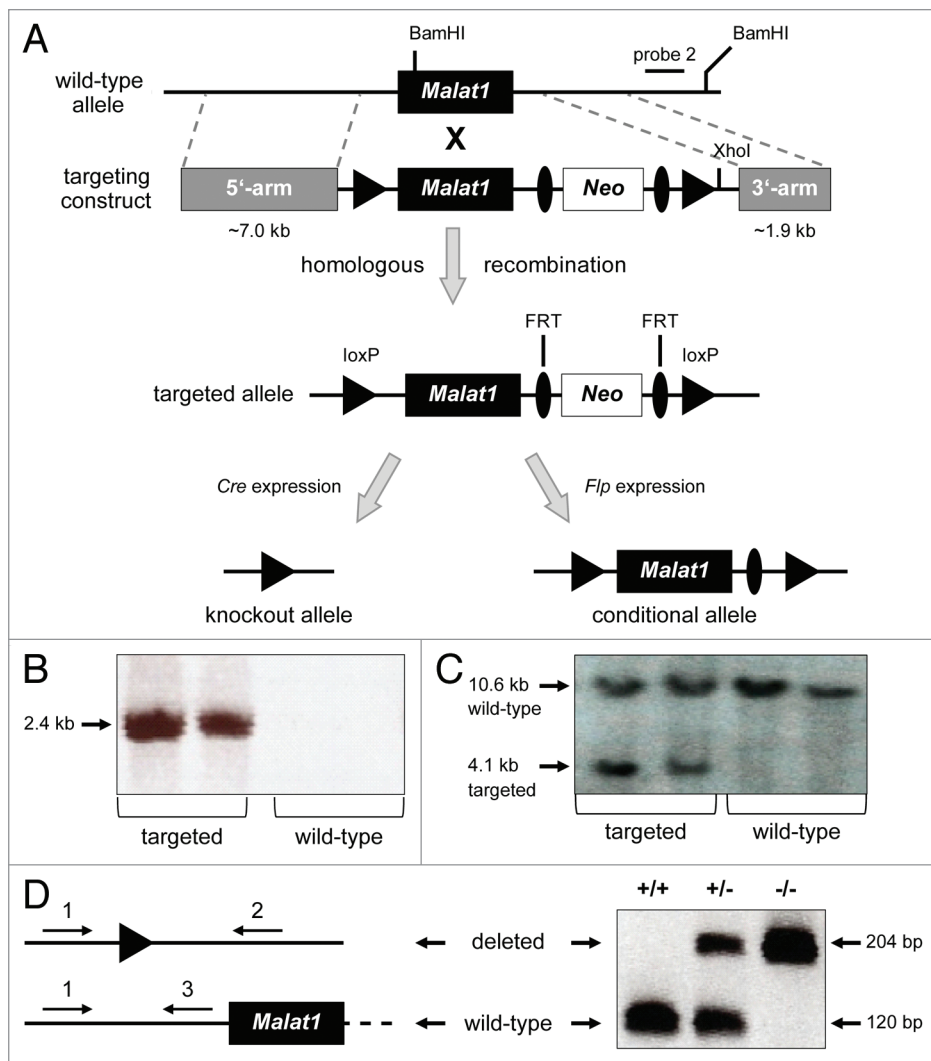 A
BamHI
BamHI
probe 2
wild-type
allele
Malat1
X
XhoI
targeting
construct
5‘-arm
Malat1
Neo
3‘-arm
~7.0 kb
~1.9 kb
homologous
recombination
FRT
FRT
loxP
loxP
targeted allele
Malat1
Neo
Cre expression
Flp expression
Malat1
knockout allele
conditional allele
B
2.4 kb
targeted
wild-type
C
10.6 kb
wild-type
4.1 kb
targeted
targeted
wild-type
D
1
2
deleted
1
3
Malat1
wild-type
+/+
+/-
-/-
204 bp
120 bp